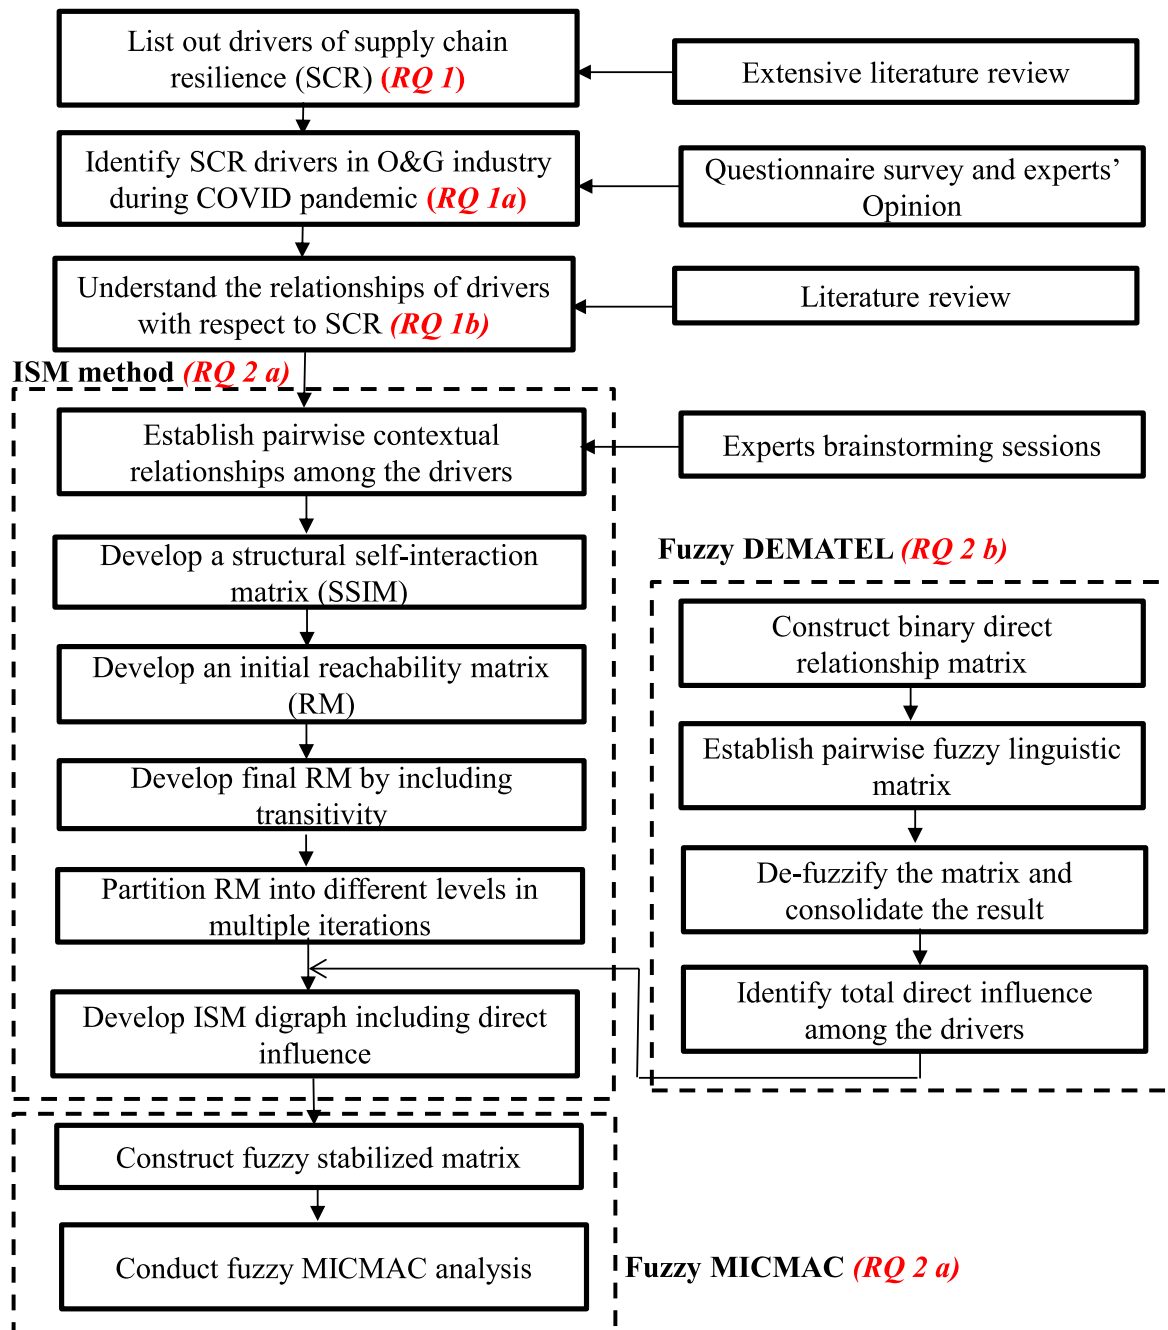 List out drivers of supply chain
resilience (SCR) (RQ 1)
Extensive literature review
Identify SCR drivers in O&G industry
during COVID pandemic (RQ 1a)
Questionnaire survey and experts'
Opinion
Understand the relationships of drivers
with respect to SCR (RQ 1b)
Literature review
ISM method (RQ 2 a)
Establish pairwise contextual
relationships among the drivers
Experts brainstorming sessions
Develop a structural self-interaction
matrix (SSIM)
Develop an initial reachability matrix
(RM)
Develop final RM by including
transitivity
Partition RM into different levels in
multiple iterations
Develop ISM digraph including direct
influence
Fuzzy DEMATEL (RQ 2 b)
Construct binary direct
relationship matrix
Establish pairwise fuzzy linguistic
matrix
De-fuzzify the matrix and
consolidate the result
Identify total direct influence
among the drivers
Construct fuzzy stabilized matrix
Conduct fuzzy MICMAC analysis
Fuzzy MICMAC (RQ 2 a)